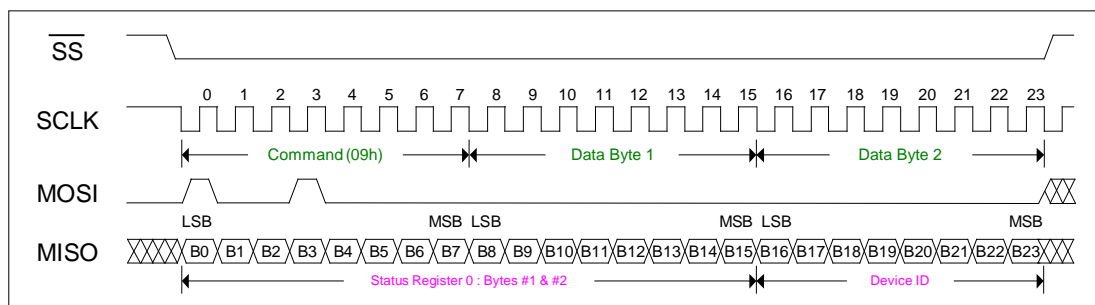 SS
0 1 2 3 4 5 6 7 8 9 10 11 12 13 14 15 16 17 18 19 20 21 22 23
SCLK
Command (09h) Data Byte 1 Data Byte 2
MOSI
LSB MSB LSB MSB LSB MSB
MISO B0 B1 B2 B3 B4 B5 B6 B7 B8 B9 B10 B11 B12 B13 B14 B15 B16 B17 B18 B19 B20 B21 B22 B23
Status Register 0 : Bytes #1 & #2 Device ID